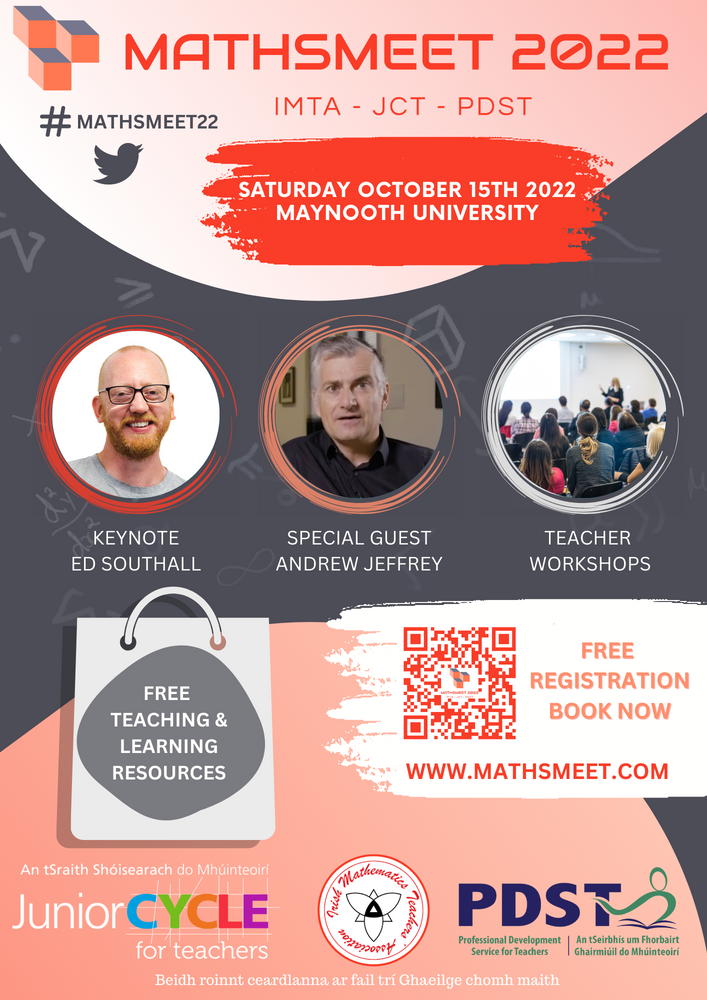 MATHSMEET 2022
IMTA - JCT - PDST
# MATHSMEET22
SATURDAY OCTOBER 15TH 2022
MAYNOOTH UNIVERSITY
KEYNOTE
ED SOUTHALL
SPECIAL GUEST
ANDREW JEFFREY
TEACHER
WORKSHOPS
FREE
TEACHING &
LEARNING
RESOURCES
FREE
REGISTRATION
BOOK NOW
WWW.MATHSMEET.COM
An tSraith Shóisearach do Mhúinteoirí
JuniorCYCLE
for teachers
Irish Mathematics Teachers' Association
PDST
Professional Development
Service for Teachers
An tSeirbhís um Fhorbairt
Ghairmiúil do Mhúinteoirí
Beidh roinnt ceardlanna ar fail trí Ghaeilge chomh maith